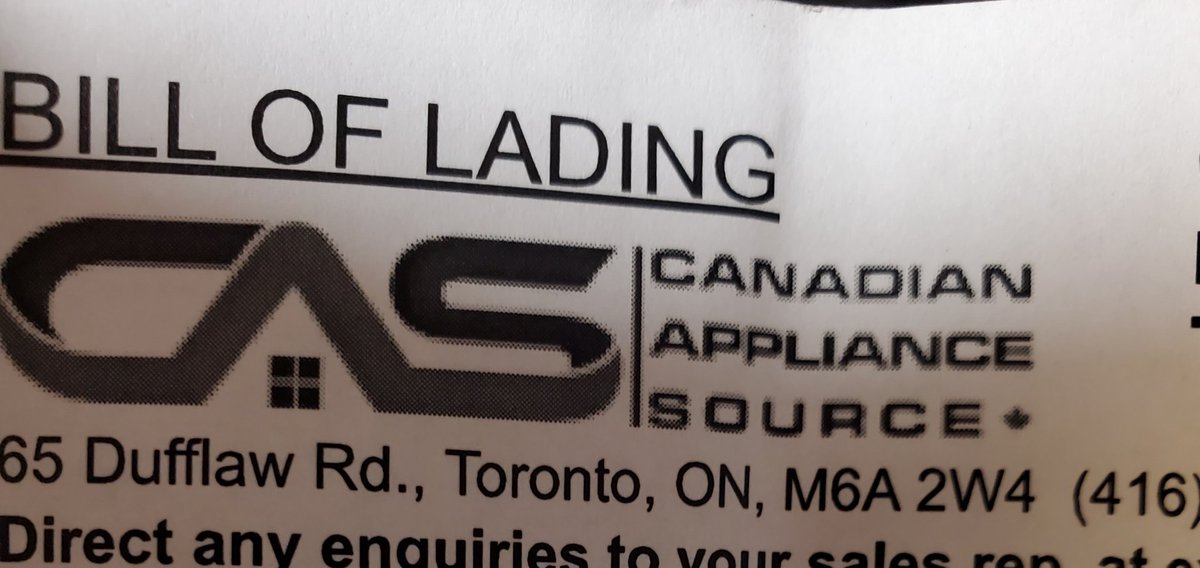 BILL OF LADING
CAS
CANADIAN
APPLIANCE
SOURCE
65 Dufflaw Rd., Toronto, ON, M6A 2W4 (416)
Direct any enquiries to your sales rep. at